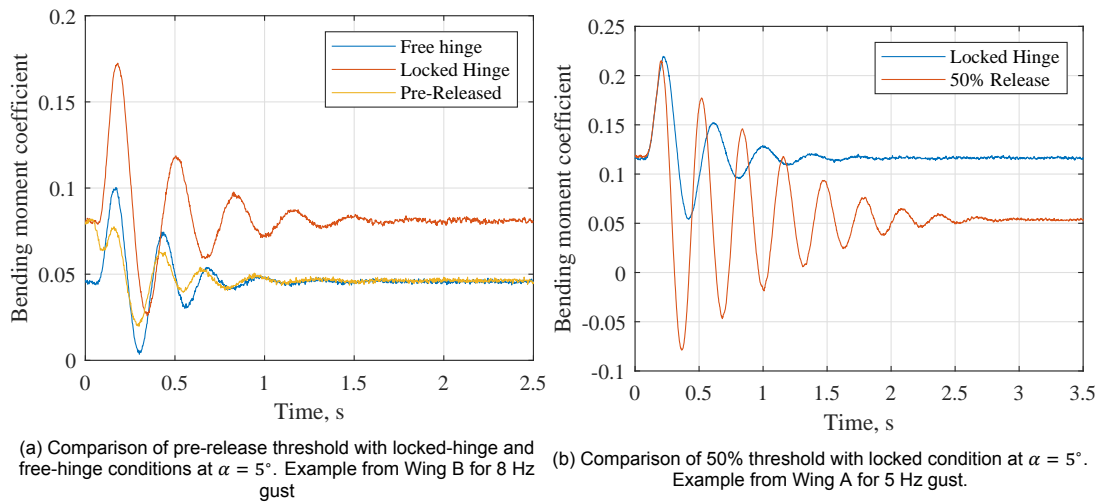 0.2
0.15
0.1
0.05
0
Bending moment coefficient
Free hinge
Locked Hinge
Pre-Released
0 0.5 1 1.5 2 2.5
Time, s
(a) Comparison of pre-release threshold with locked-hinge and
free-hinge conditions at α = 5°. Example from Wing B for 8 Hz
gust
0.25
0.2
0.15
0.1
0.05
0
-0.05
-0.1
Bending moment coefficient
Locked Hinge
50% Release
0 0.5 1 1.5 2 2.5 3 3.5
Time, s
(b) Comparison of 50% threshold with locked condition at α = 5°.
Example from Wing A for 5 Hz gust.